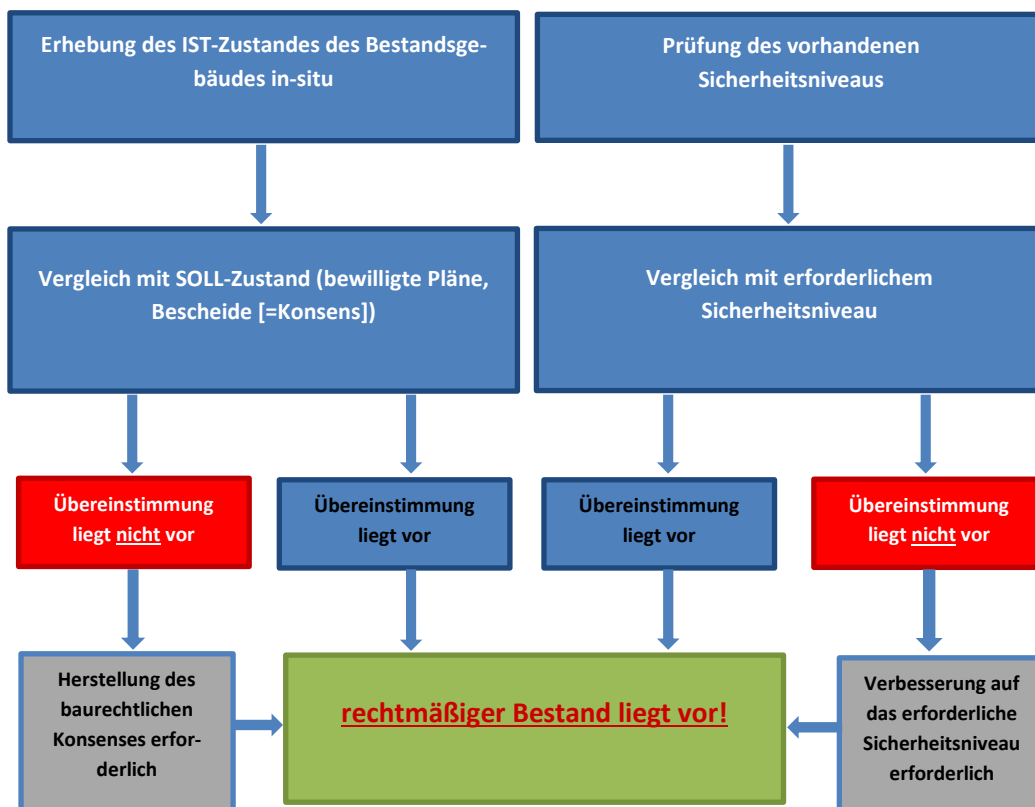 Erhebung des IST-Zustandes des Bestandsge-
bäudes in-situ
Prüfung des vorhandenen
Sicherheitsniveaus
Vergleich mit SOLL-Zustand (bewilligte Pläne,
Bescheide [=Konsens])
Vergleich mit erforderlichem
Sicherheitsniveau
Übereinstimmung
liegt nicht vor
Übereinstimmung
liegt vor
Übereinstimmung
liegt vor
Übereinstimmung
liegt nicht vor
Herstellung des
baurechtlichen
Konsenses erfor-
derlich
rechtmäßiger Bestand liegt vor!
Verbesserung auf
das erforderliche
Sicherheitsniveau
erforderlich